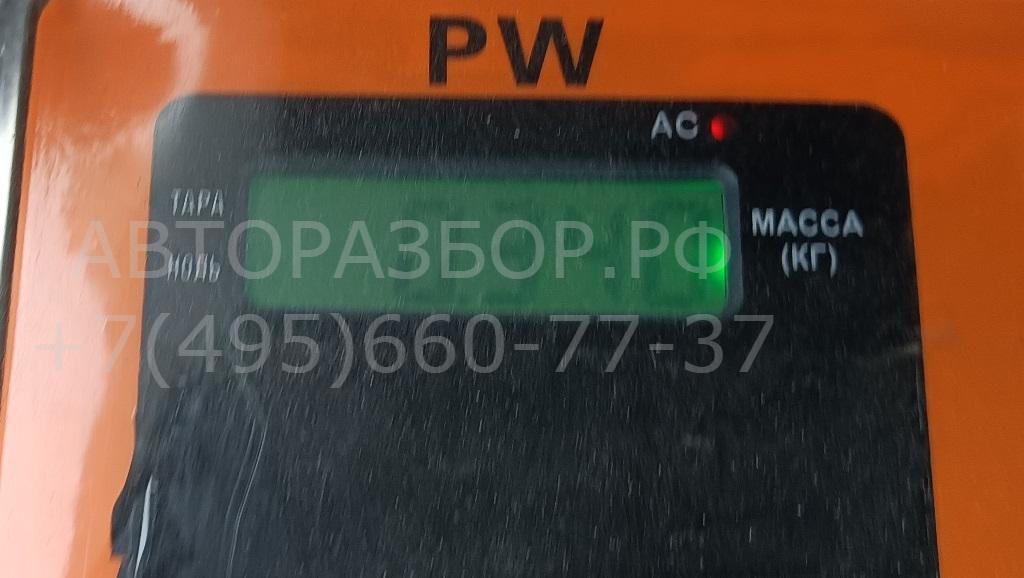 PW
AC
ТАРА
МАССА
АВТОРАЗБОР.РФ
НОЛЬ
(КГ)
+7(495)660-77-37